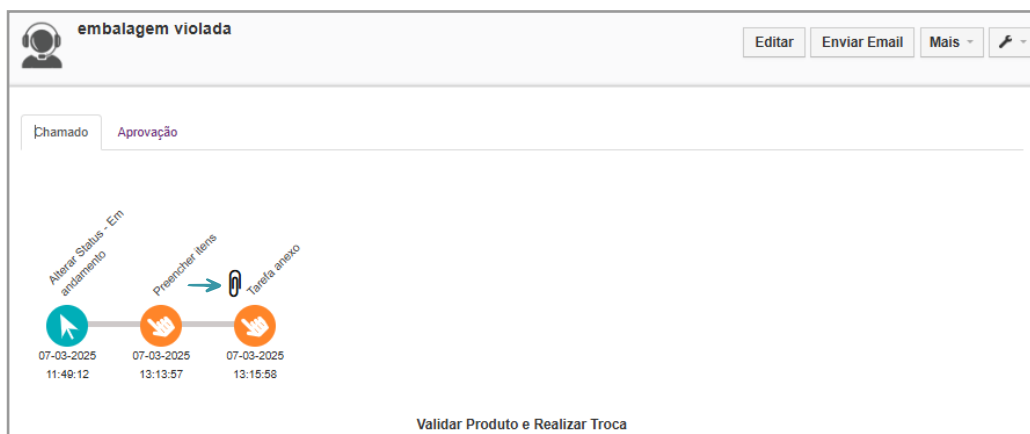 embalagem violada
Editar
Enviar Email
Mais
Chamado
Aprovação
Alterar Status - Em
andamento
Preencher itens
Tarefa anexo
07-03-2025
11:49:12
07-03-2025
13:13:57
07-03-2025
13:15:58
Validar Produto e Realizar Troca